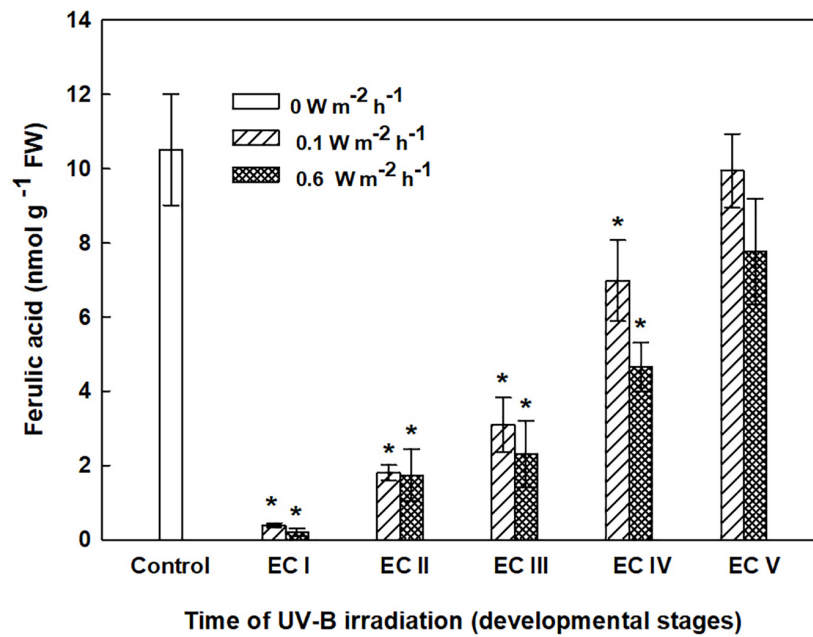 14
12
10
8
6
4
2
0
Ferulic acid (nmol g⁻¹ FW)
0 W m⁻² h⁻¹
0.1 W m⁻² h⁻¹
0.6 W m⁻² h⁻¹
*
*
*
*
*
*
*
*
Control EC I EC II EC III EC IV EC V
Time of UV-B irradiation (developmental stages)